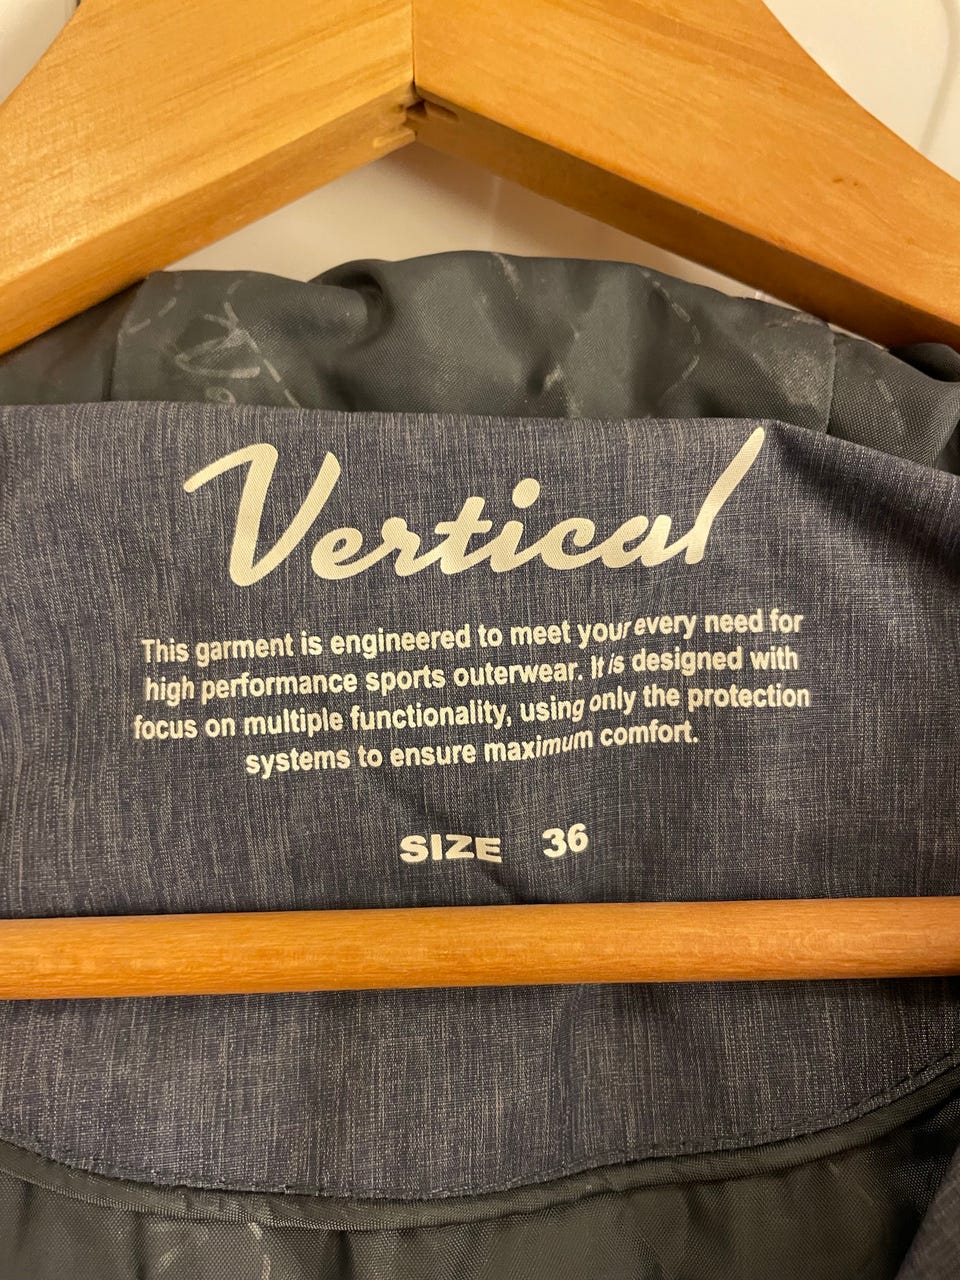 Vertical
This garment is engineered to meet your every need for
high performance sports outerwear. It is designed with
focus on multiple functionality, using only the protection
systems to ensure maximum comfort.
SIZE 36